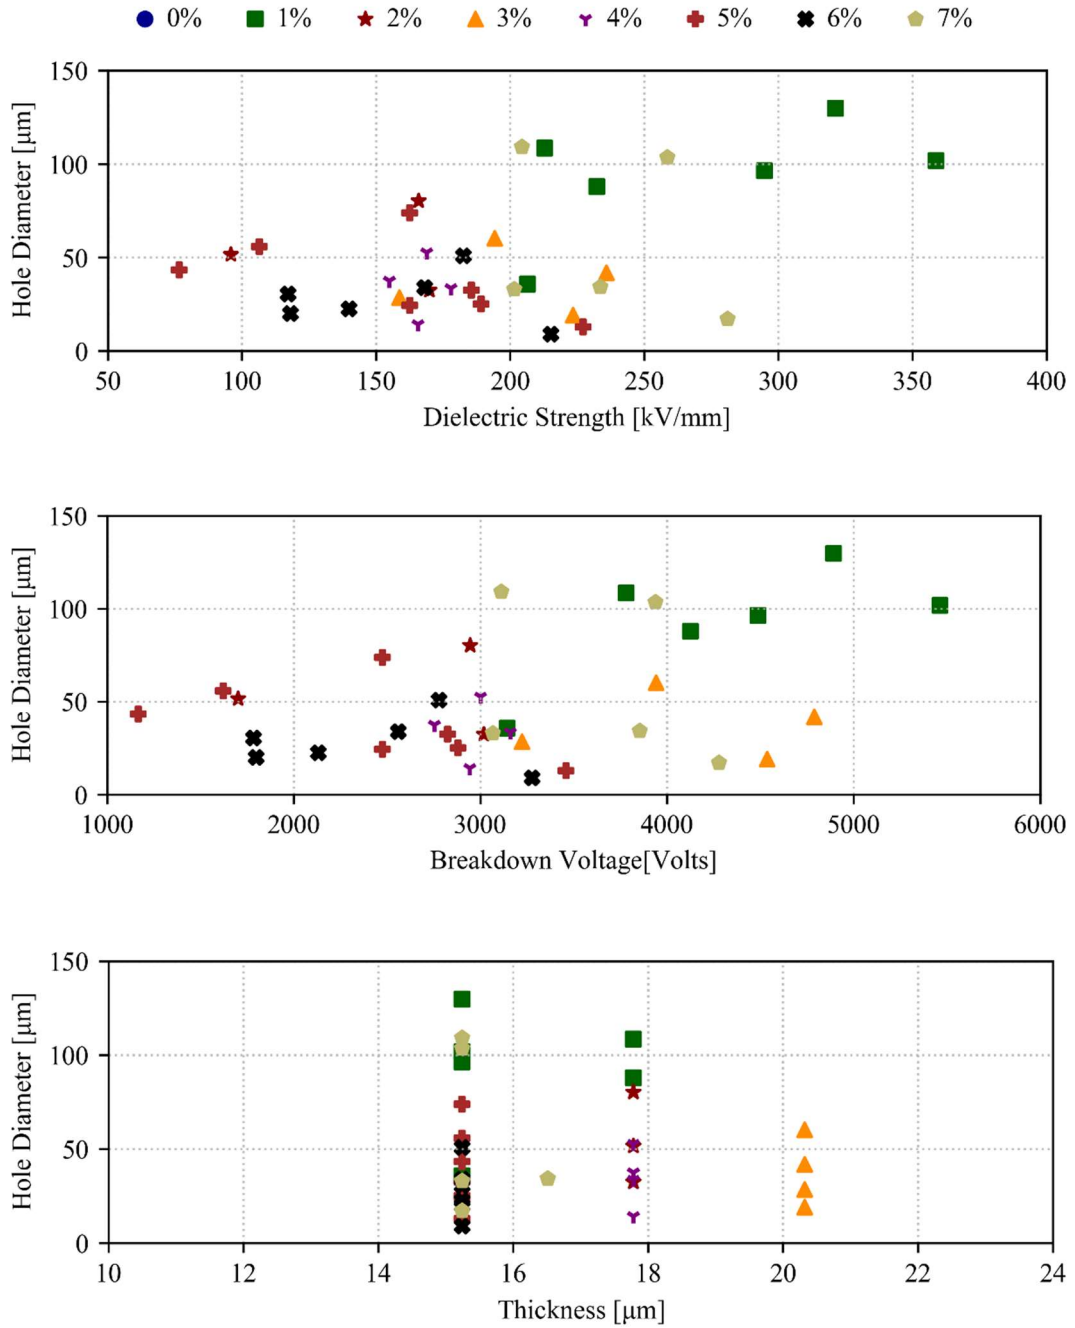 0% 1% 2% 3% 4% 5% 6% 7%
150
100
50
0
Hole Diameter [μm]
50 100 150 200 250 300 350 400
Dielectric Strength [kV/mm]
150
100
50
0
Hole Diameter [μm]
1000 2000 3000 4000 5000 6000
Breakdown Voltage[Volts]
150
100
50
0
Hole Diameter [μm]
10 12 14 16 18 20 22 24
Thickness [μm]